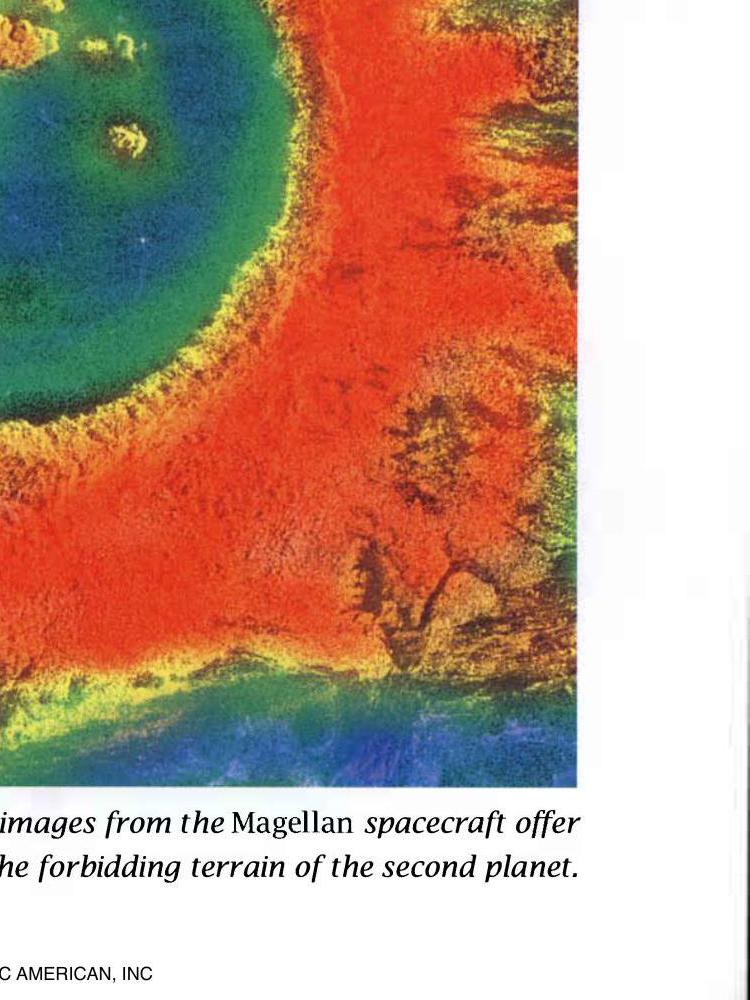 images from the Magellan spacecraft offer
he forbidding terrain of the second planet.
C AMERICAN, INC